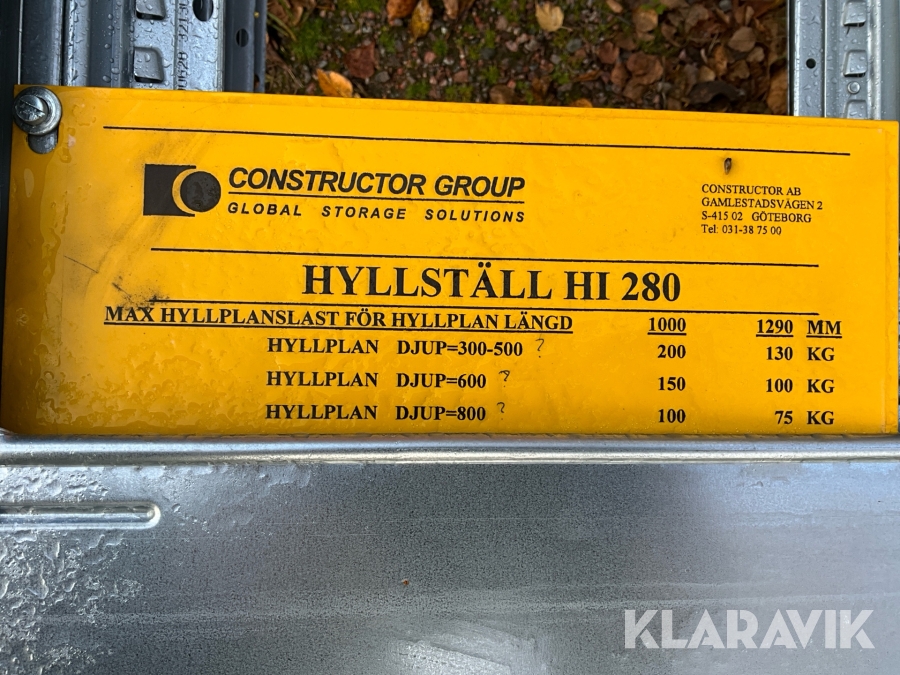 CONSTRUCTOR GROUP
GLOBAL STORAGE SOLUTIONS
CONSTRUCTOR AB
GAMLESTADSVÄGEN 2
S-415 02 GÖTEBORG
Tel: 031-38 75 00
HYLLSTÄLL HI 280
MAX HYLLPLANSLAST FÖR HYLLPLAN LÄNGD 1000 1290 MM
HYLLPLAN DJUP=300-500 ? 200 130 KG
HYLLPLAN DJUP=600 ? 150 100 KG
HYLLPLAN DJUP=800 ? 100 75 KG
KLARAVIK